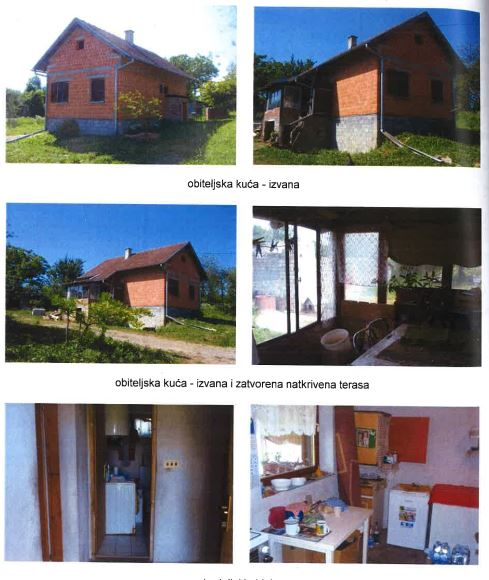 obiteljska kuća - izvana
obiteljska kuća - izvana i zatvorena natkrivena terasa